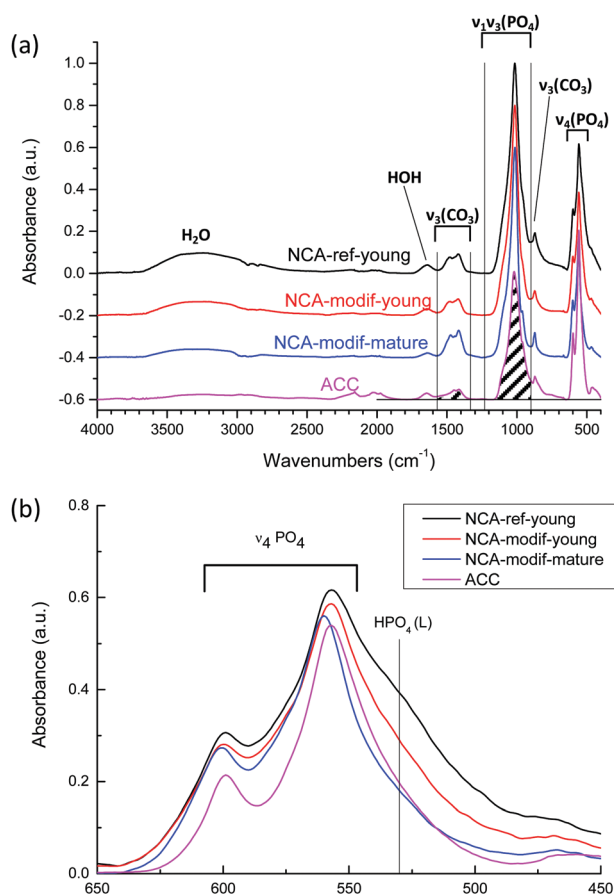 (a)
ν₁ν₃(PO₄)
ν₃(CO₃)
ν₄(PO₄)
HOH
ν₃(CO₃)
H₂O
NCA-ref-young
NCA-modif-young
NCA-modif-mature
ACC
Absorbance (a.u.)
1.0
0.8
0.6
0.4
0.2
0.0
-0.2
-0.4
-0.6
4000 3500 3000 2500 2000 1500 1000 500
Wavenumbers (cm⁻¹)
(b)
NCA-ref-young
NCA-modif-young
NCA-modif-mature
ACC
ν₄ PO₄
HPO₄ (L)
Absorbance (a.u.)
0.8
0.6
0.4
0.2
0.0
650 600 550 500 450